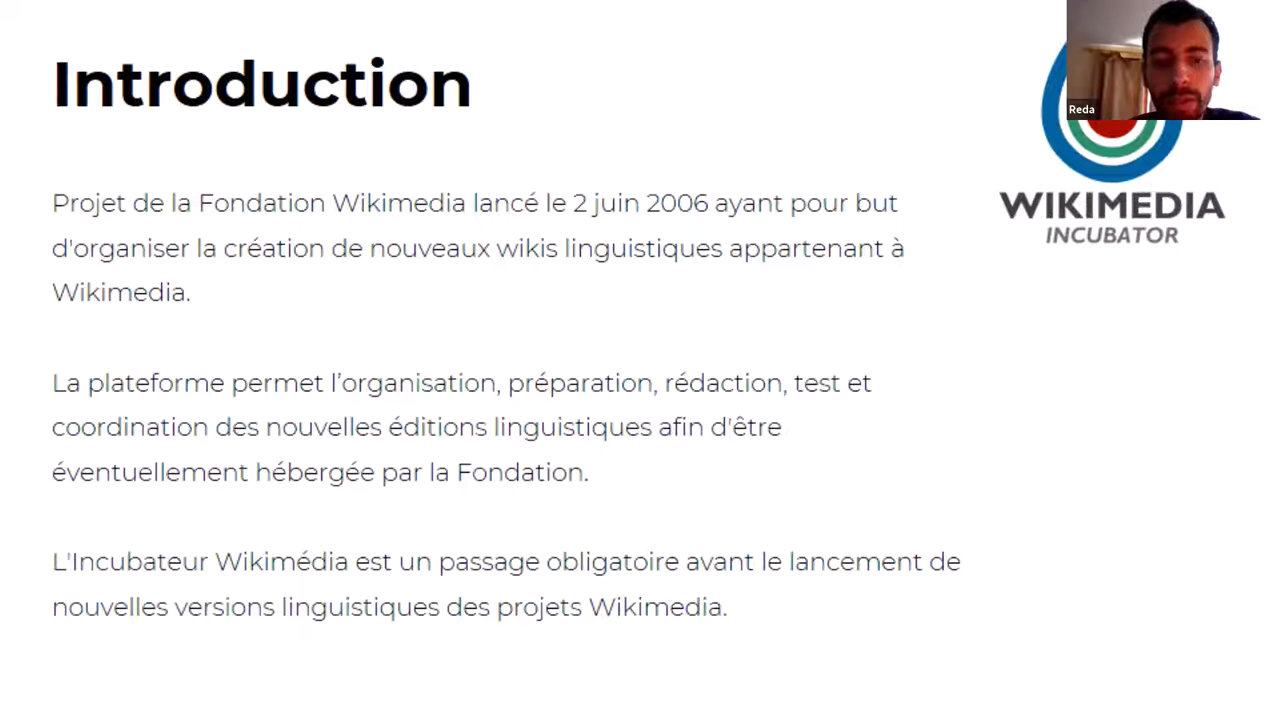 Introduction
Reda
WIKIMEDIA
INCUBATOR
Projet de la Fondation Wikimedia lancé le 2 juin 2006 ayant pour but
d'organiser la création de nouveaux wikis linguistiques appartenant à
Wikimedia.
La plateforme permet l’organisation, préparation, rédaction, test et
coordination des nouvelles éditions linguistiques afin d'être
éventuellement hébergée par la Fondation.
L'Incubateur Wikimédia est un passage obligatoire avant le lancement de
nouvelles versions linguistiques des projets Wikimedia.